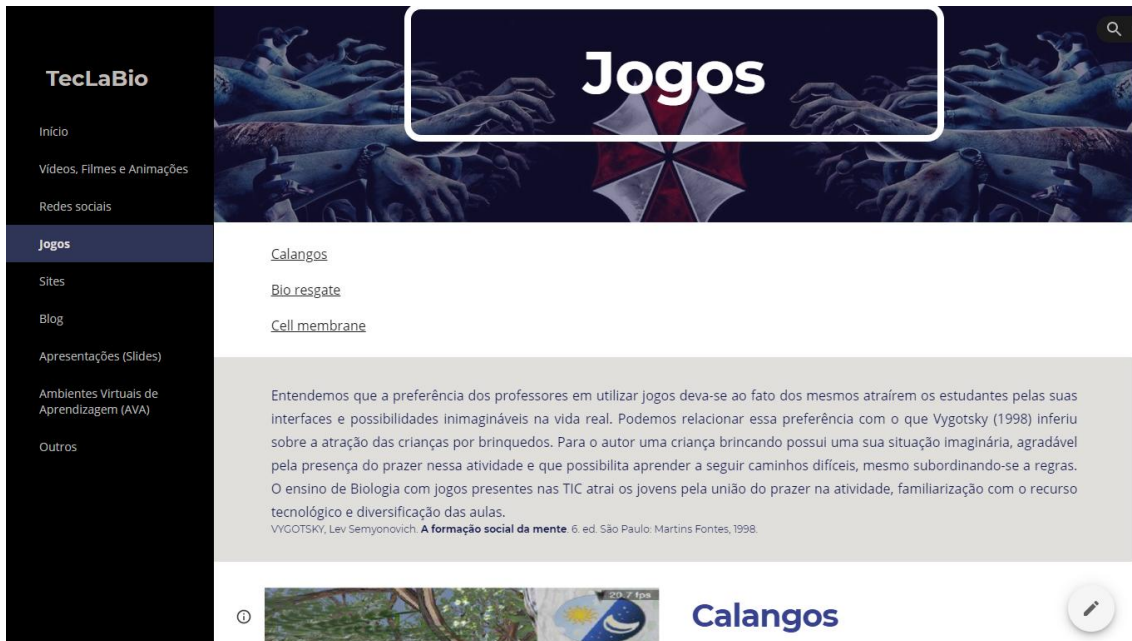 TecLaBio
Início
Vídeos, Filmes e Animações
Redes sociais
Jogos
Sites
Blog
Apresentações (Slides)
Ambientes Virtuais de
Aprendizagem (AVA)
Outros
Jogos
Calangos
Bio resgate
Cell membrane
Entendemos que a preferência dos professores em utilizar jogos deva-se ao fato dos mesmos atraírem os estudantes pelas suas
interfaces e possibilidades inimagináveis na vida real. Podemos relacionar essa preferência com o que Vygotsky (1998) inferiu
sobre a atração das crianças por brinquedos. Para o autor uma criança brincando possui uma sua situação imaginária, agradável
pela presença do prazer nessa atividade e que possibilita aprender a seguir caminhos difíceis, mesmo subordinando-se a regras.
O ensino de Biologia com jogos presentes nas TIC atrai os jovens pela união do prazer na atividade, familiarização com o recurso
tecnológico e diversificação das aulas.
VYGOTSKY, Lev Semyonovich. A formação social da mente. 6. ed. São Paulo: Martins Fontes, 1998.
20.7 fps
Calangos